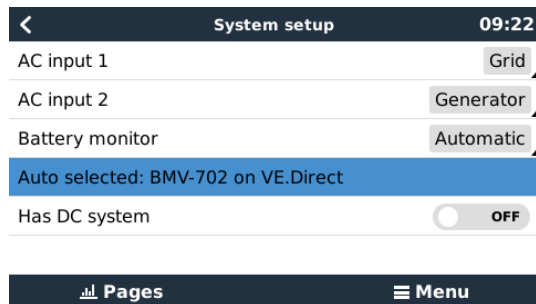 System setup 09:22
AC input 1 Grid
AC input 2 Generator
Battery monitor Automatic
Auto selected: BMV-702 on VE.Direct
Has DC system OFF
Pages Menu